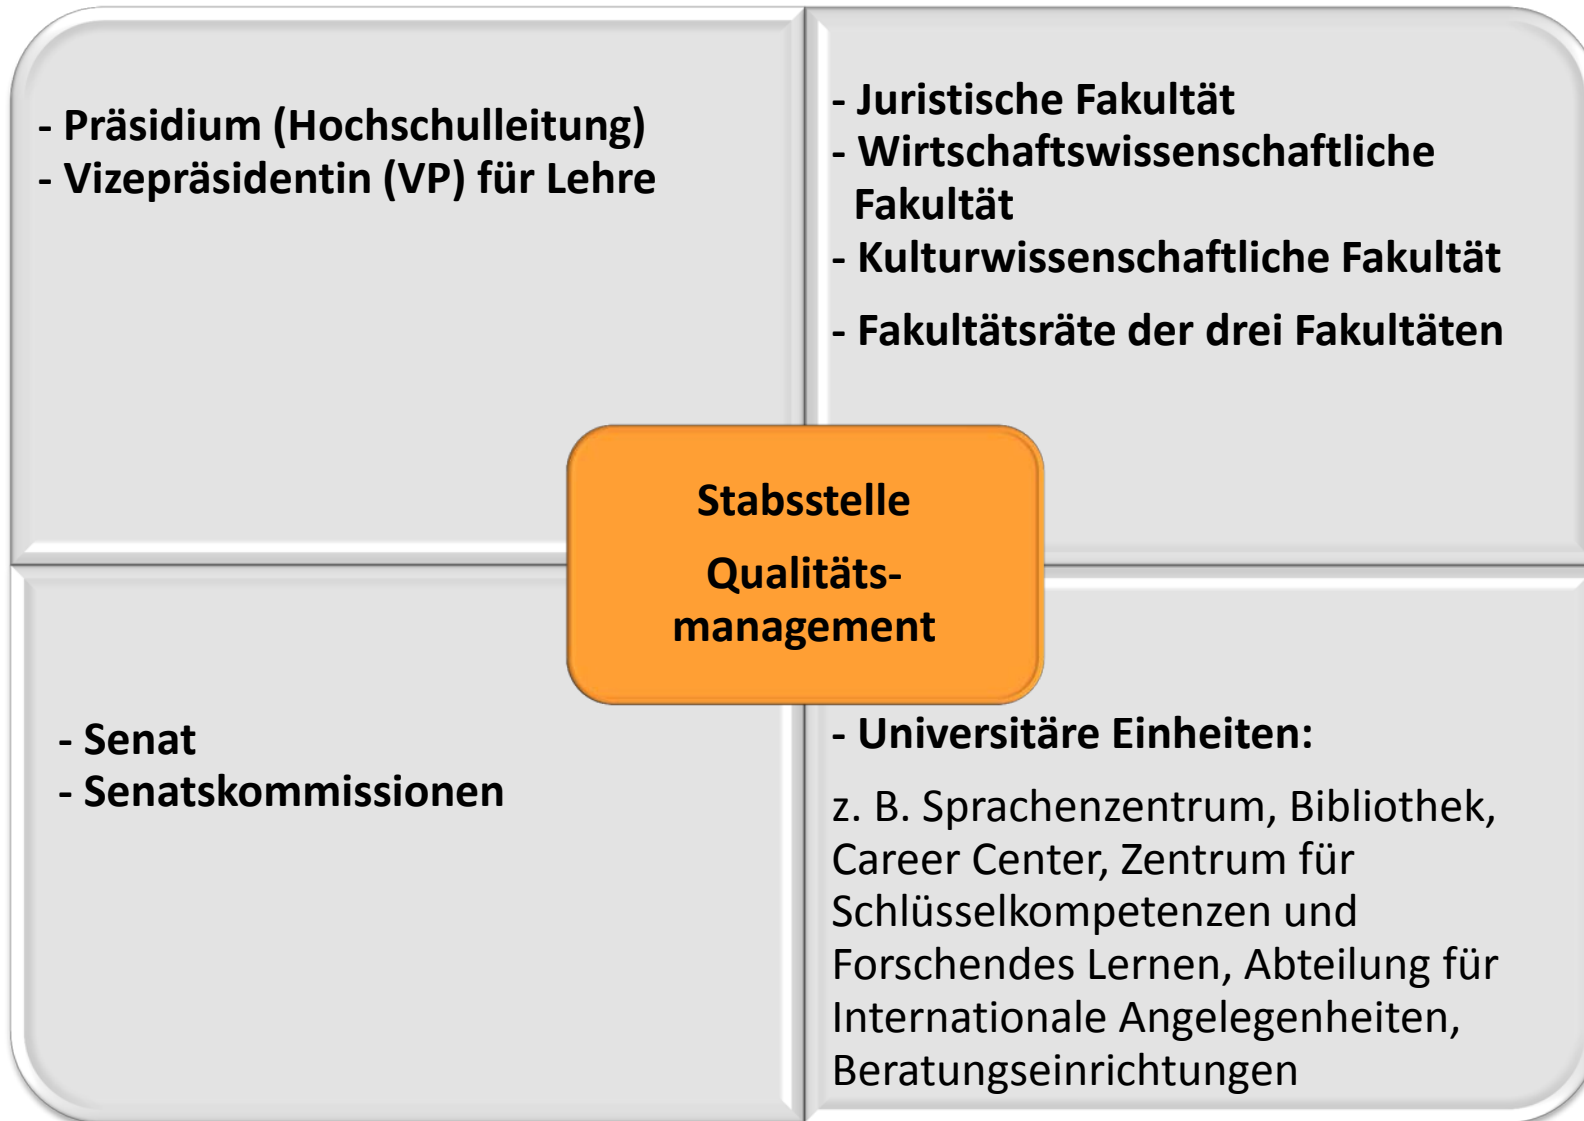 - Präsidium (Hochschulleitung)
- Vizepräsidentin (VP) für Lehre
- Juristische Fakultät
- Wirtschaftswissenschaftliche
Fakultät
- Kulturwissenschaftliche Fakultät
- Fakultätsräte der drei Fakultäten
Stabsstelle
Qualitäts-
management
- Senat
- Senatskommissionen
- Universitäre Einheiten:
z. B. Sprachenzentrum, Bibliothek,
Career Center, Zentrum für
Schlüsselkompetenzen und
Forschendes Lernen, Abteilung für
Internationale Angelegenheiten,
Beratungseinrichtungen